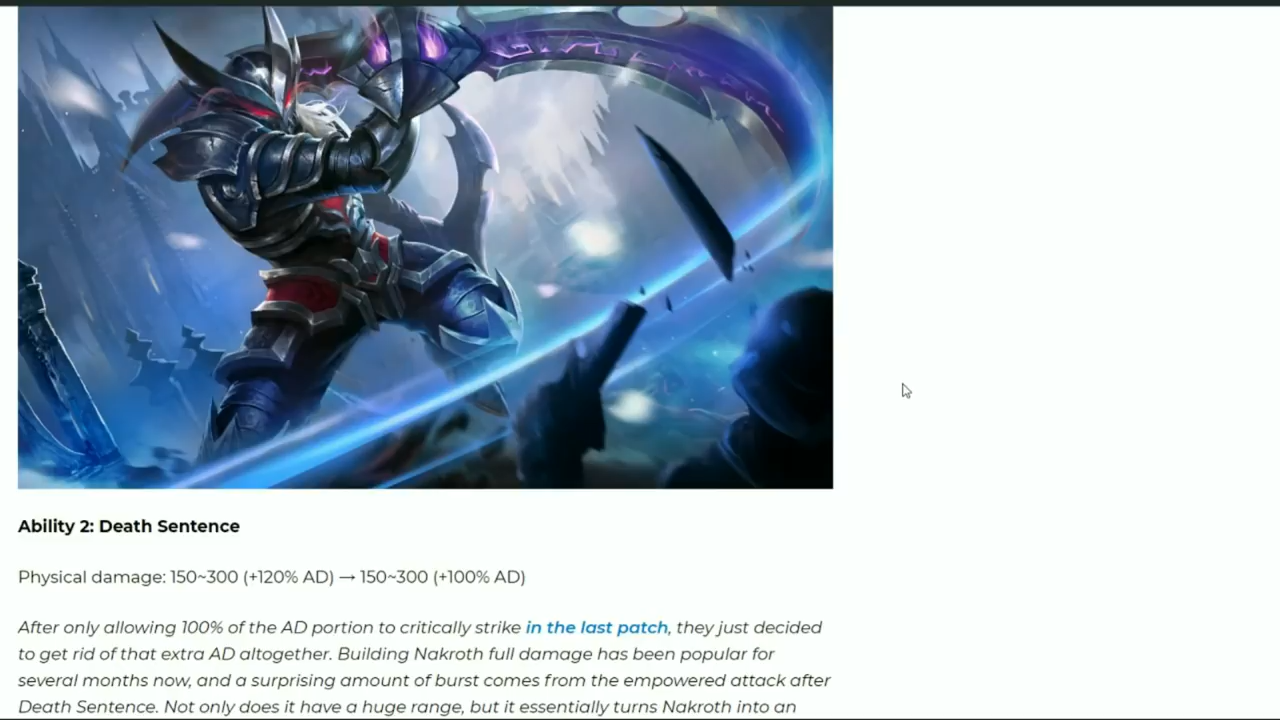 Ability 2: Death Sentence
Physical damage: 150~300 (+120% AD) → 150~300 (+100% AD)
After only allowing 100% of the AD portion to critically strike in the last patch, they just decided
to get rid of that extra AD altogether. Building Nakroth full damage has been popular for
several months now, and a surprising amount of burst comes from the empowered attack after
Death Sentence. Not only does it have a huge range, but it essentially turns Nakroth into an